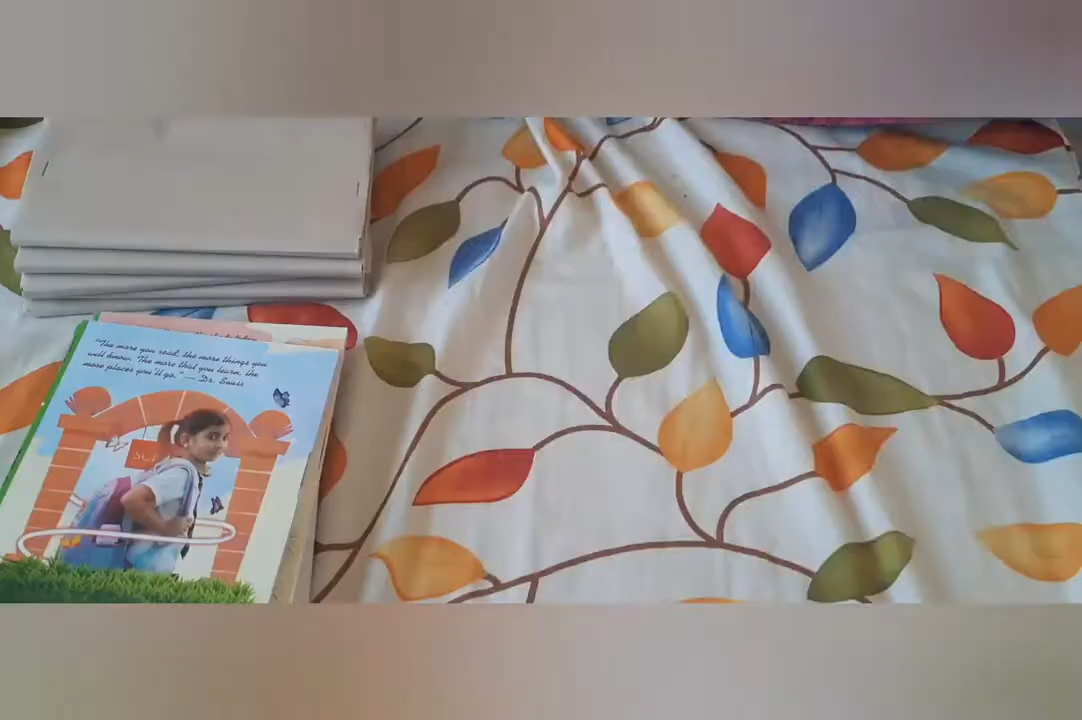 "The more you read, the more things you
will know. The more that you learn, the
more places you'll go." — Dr. Seuss